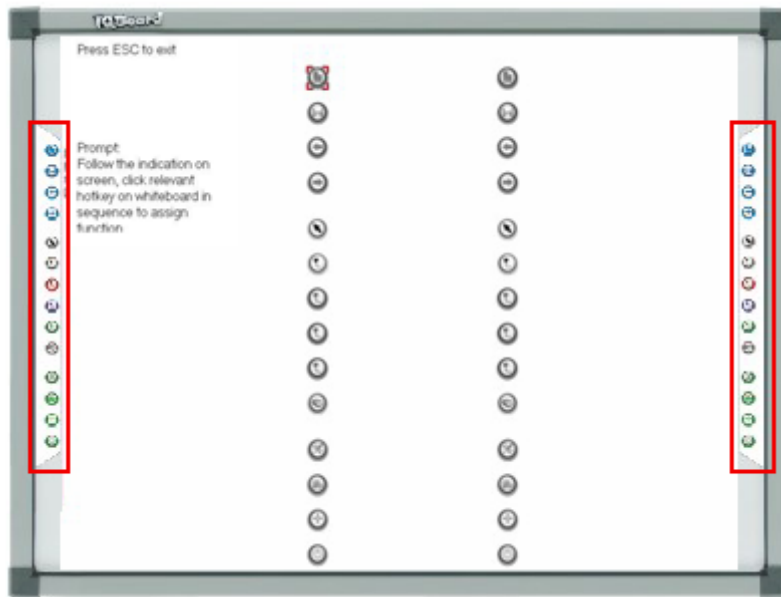 IQBoard
Press ESC to exit
Prompt:
Follow the indication on
screen, click relevant
hotkey on whiteboard in
sequence to assign
function